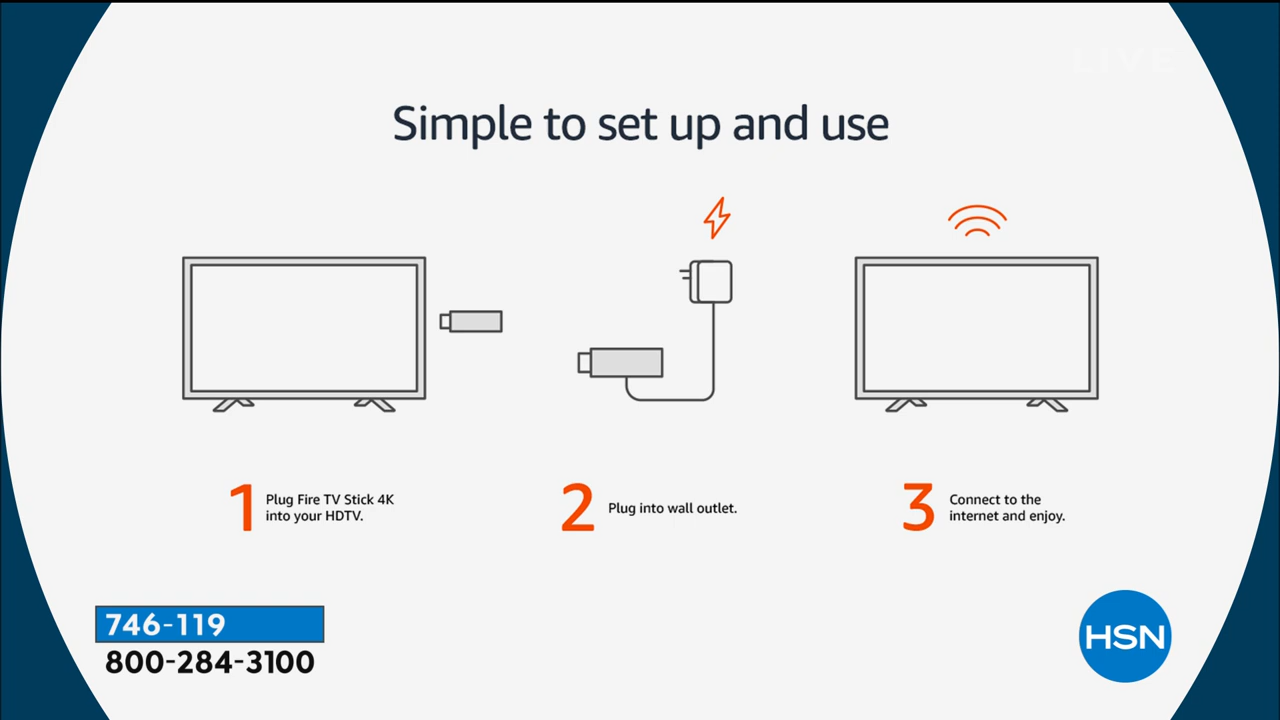 LIVE
Simple to set up and use
1 Plug Fire TV Stick 4K
into your HDTV.
2 Plug into wall outlet.
3 Connect to the
internet and enjoy.
746-119
800-284-3100
HSN